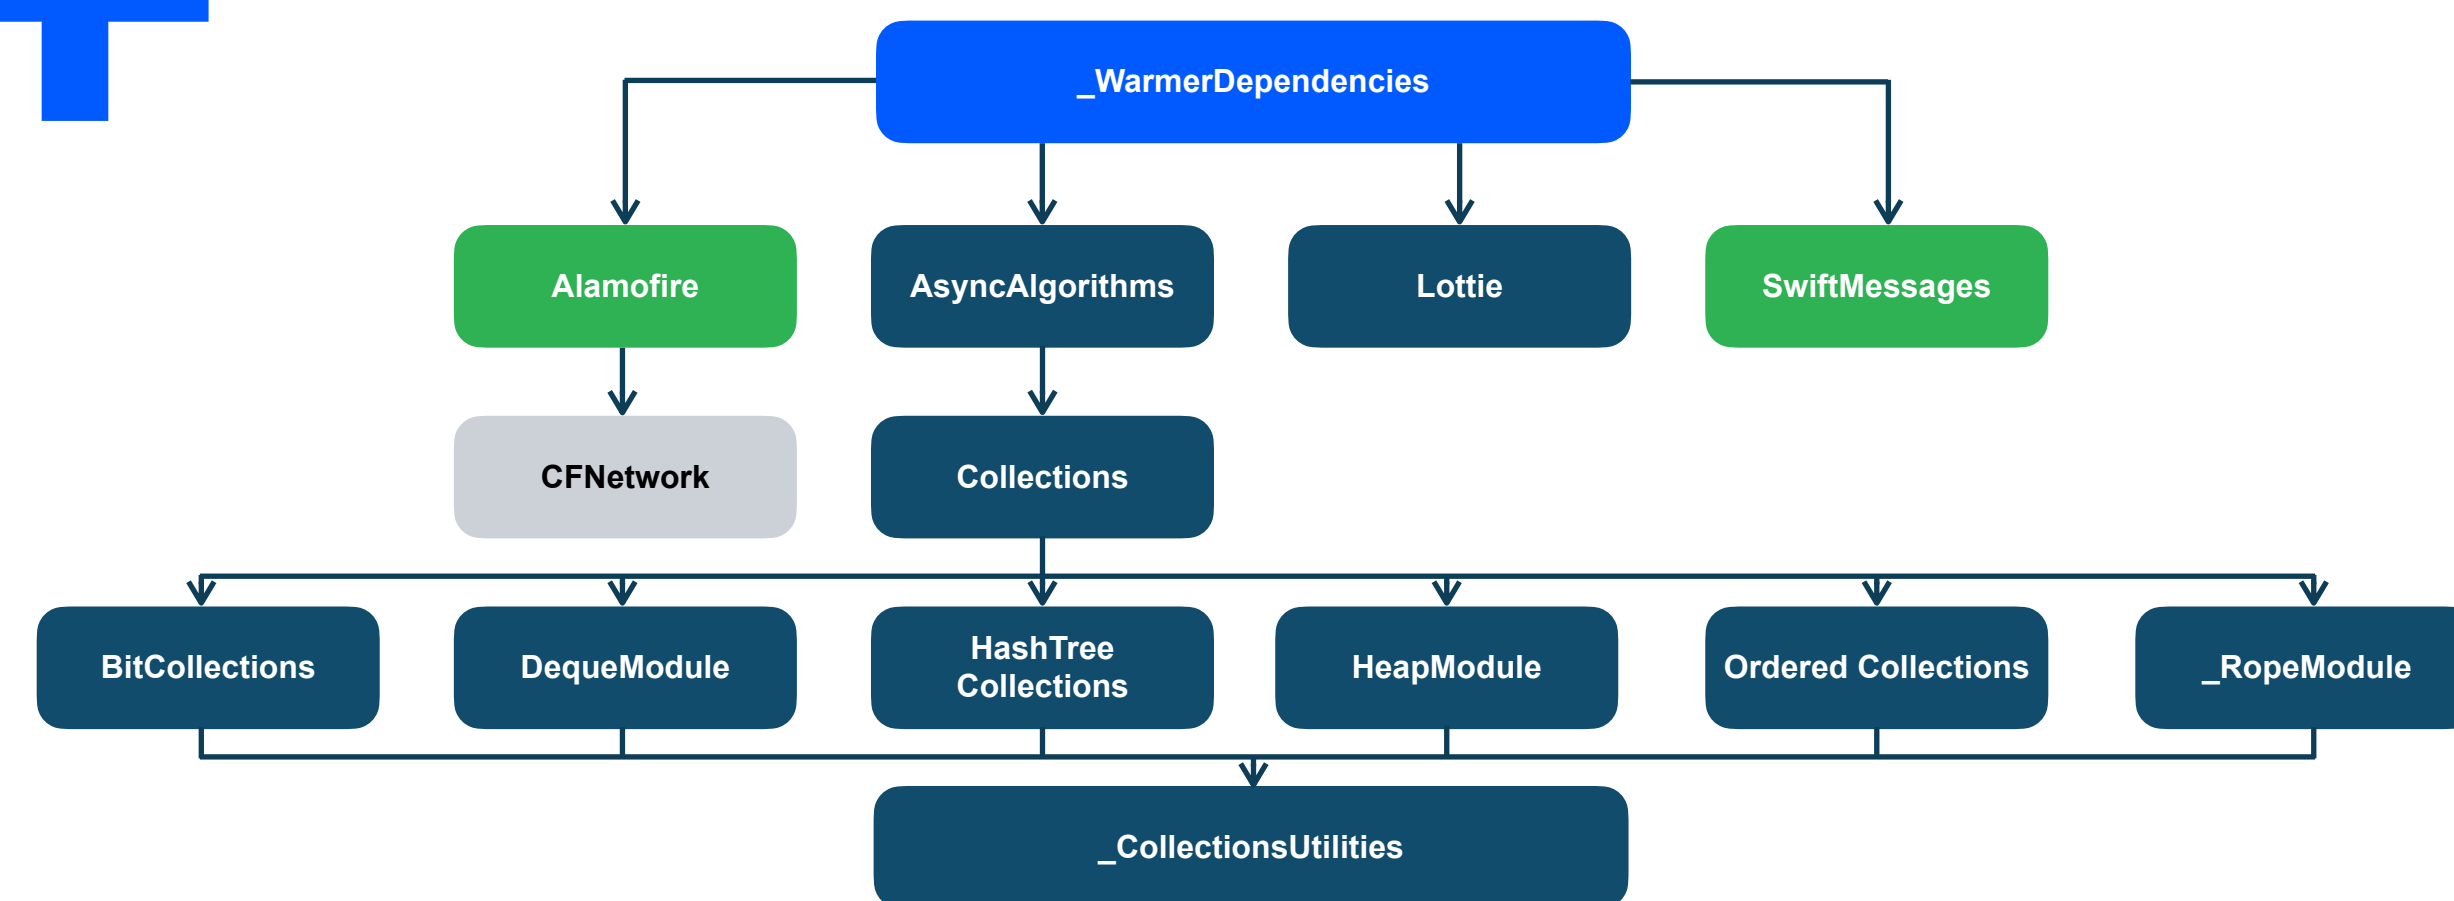 _WarmerDependencies
Alamofire
AsyncAlgorithms
Lottie
SwiftMessages
CFNetwork
Collections
BitCollections
DequeModule
HashTree
Collections
HeapModule
Ordered Collections
_RopeModule
_CollectionsUtilities